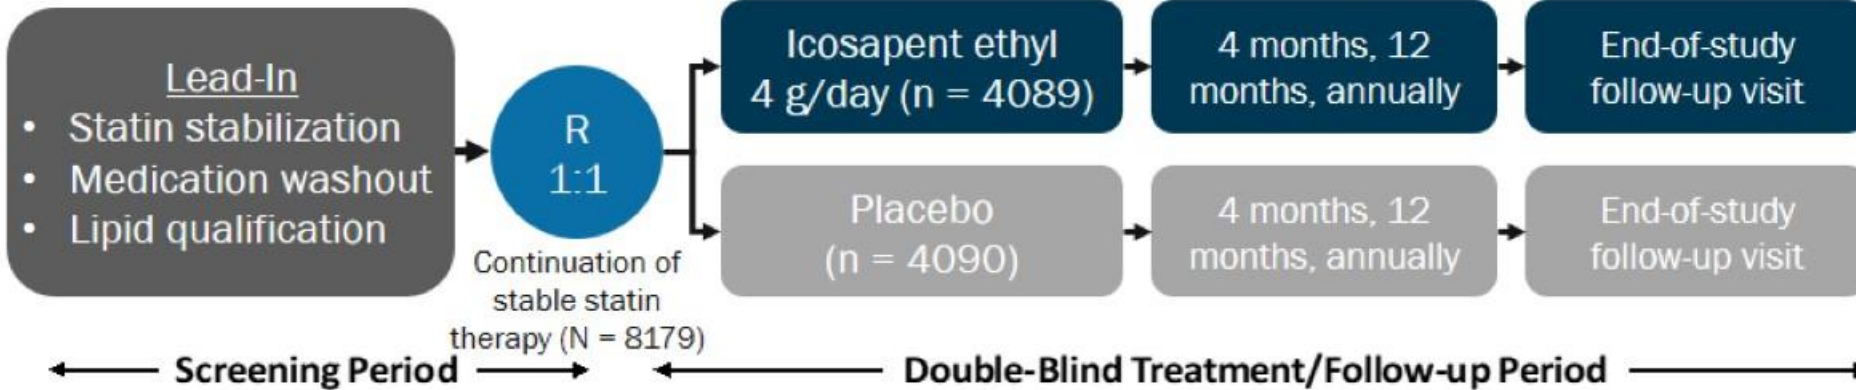 Lead-In
• Statin stabilization
• Medication washout
• Lipid qualification
R
1:1
Continuation of
stable statin
therapy (N = 8179)
Icosapent ethyl
4 g/day (n = 4089)
4 months, 12
months, annually
End-of-study
follow-up visit
Placebo
(n = 4090)
4 months, 12
months, annually
End-of-study
follow-up visit
Screening Period
Double-Blind Treatment/Follow-up Period